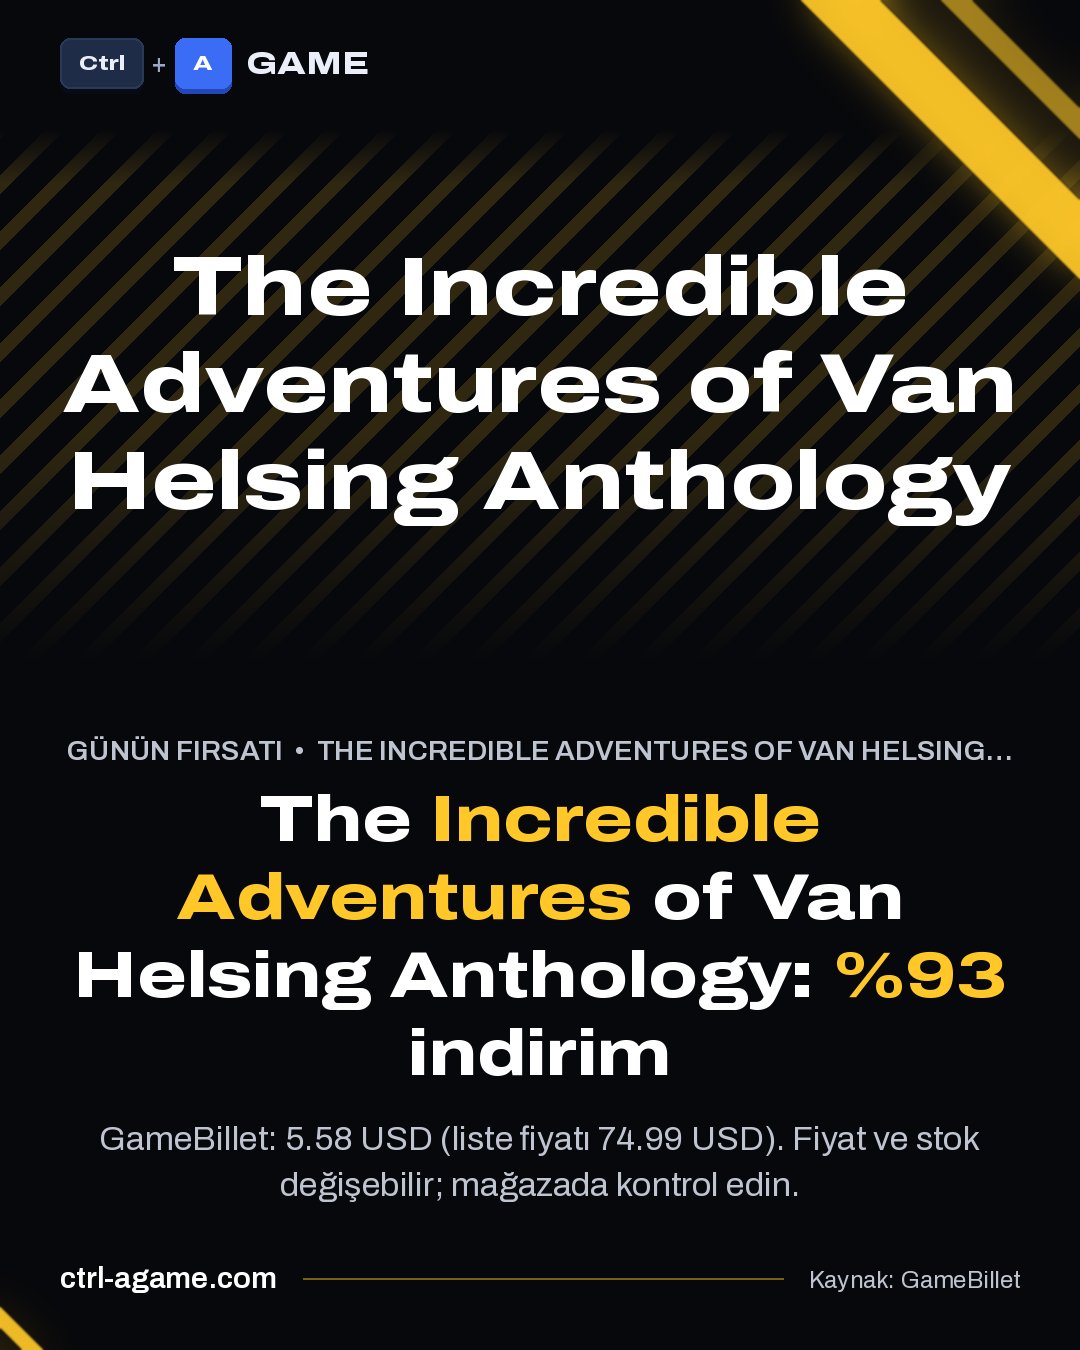 Ctrl + A GAME
The Incredible
Adventures of Van
Helsing Anthology
GÜNÜN FIRSATI • THE INCREDIBLE ADVENTURES OF VAN HELSING...
The Incredible
Adventures of Van
Helsing Anthology: %93
indirim
GameBillet: 5.58 USD (liste fiyatı 74.99 USD). Fiyat ve stok
değişebilir; mağazada kontrol edin.
ctrl-agame.com
Kaynak: GameBillet